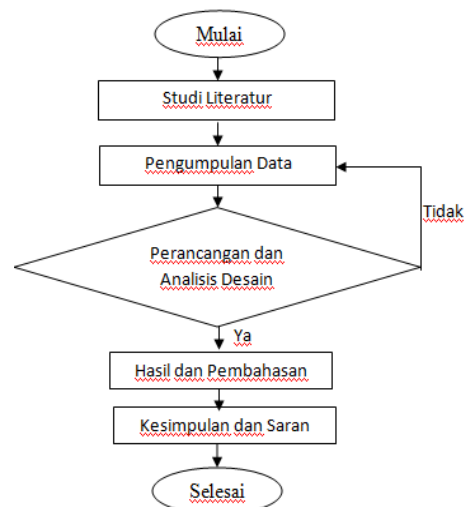 Mulai
Studi Literatur
Pengumpulan Data
Tidak
Perancangan dan
Analisis Desain
Ya
Hasil dan Pembahasan
Kesimpulan dan Saran
Selesai